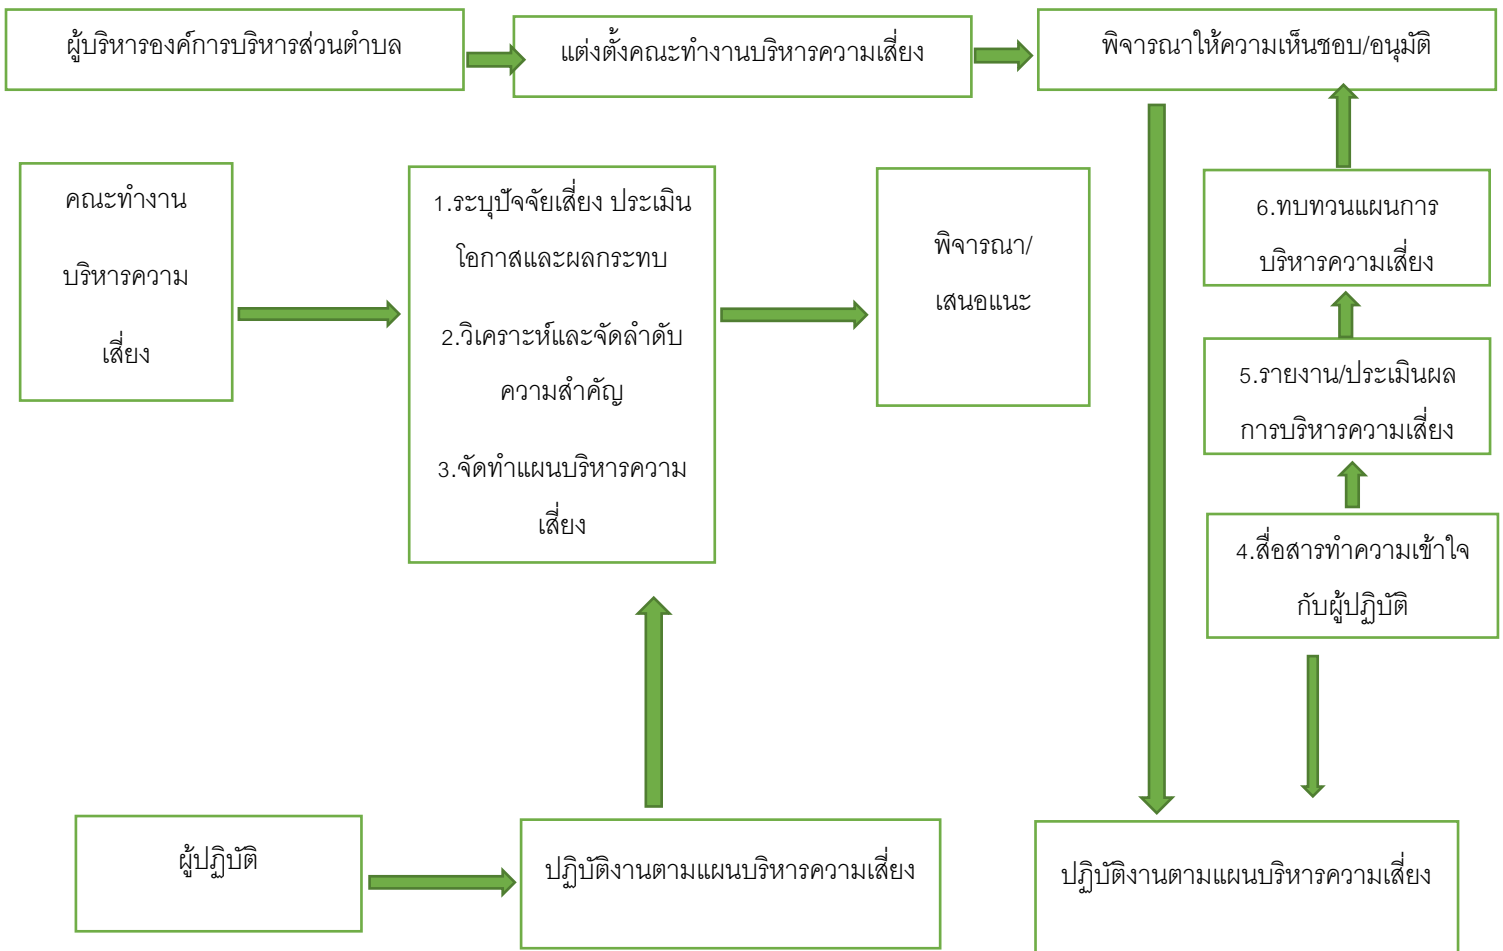 ผู้บริหารองค์การบริหารส่วนตำบล
แต่งตั้งคณะทำงานบริหารความเสี่ยง
พิจารณาให้ความเห็นชอบ/อนุมัติ
คณะทำงาน
บริหารความ
เสี่ยง
1.ระบุปัจจัยเสี่ยง ประเมิน
โอกาสและผลกระทบ
2.วิเคราะห์และจัดลำดับ
ความสำคัญ
3.จัดทำแผนบริหารความ
เสี่ยง
พิจารณา/
เสนอแนะ
6.ทบทวนแผนการ
บริหารความเสี่ยง
5.รายงาน/ประเมินผล
การบริหารความเสี่ยง
4.สื่อสารทำความเข้าใจ
กับผู้ปฏิบัติ
ผู้ปฏิบัติ
ปฏิบัติงานตามแผนบริหารความเสี่ยง
ปฏิบัติงานตามแผนบริหารความเสี่ยง